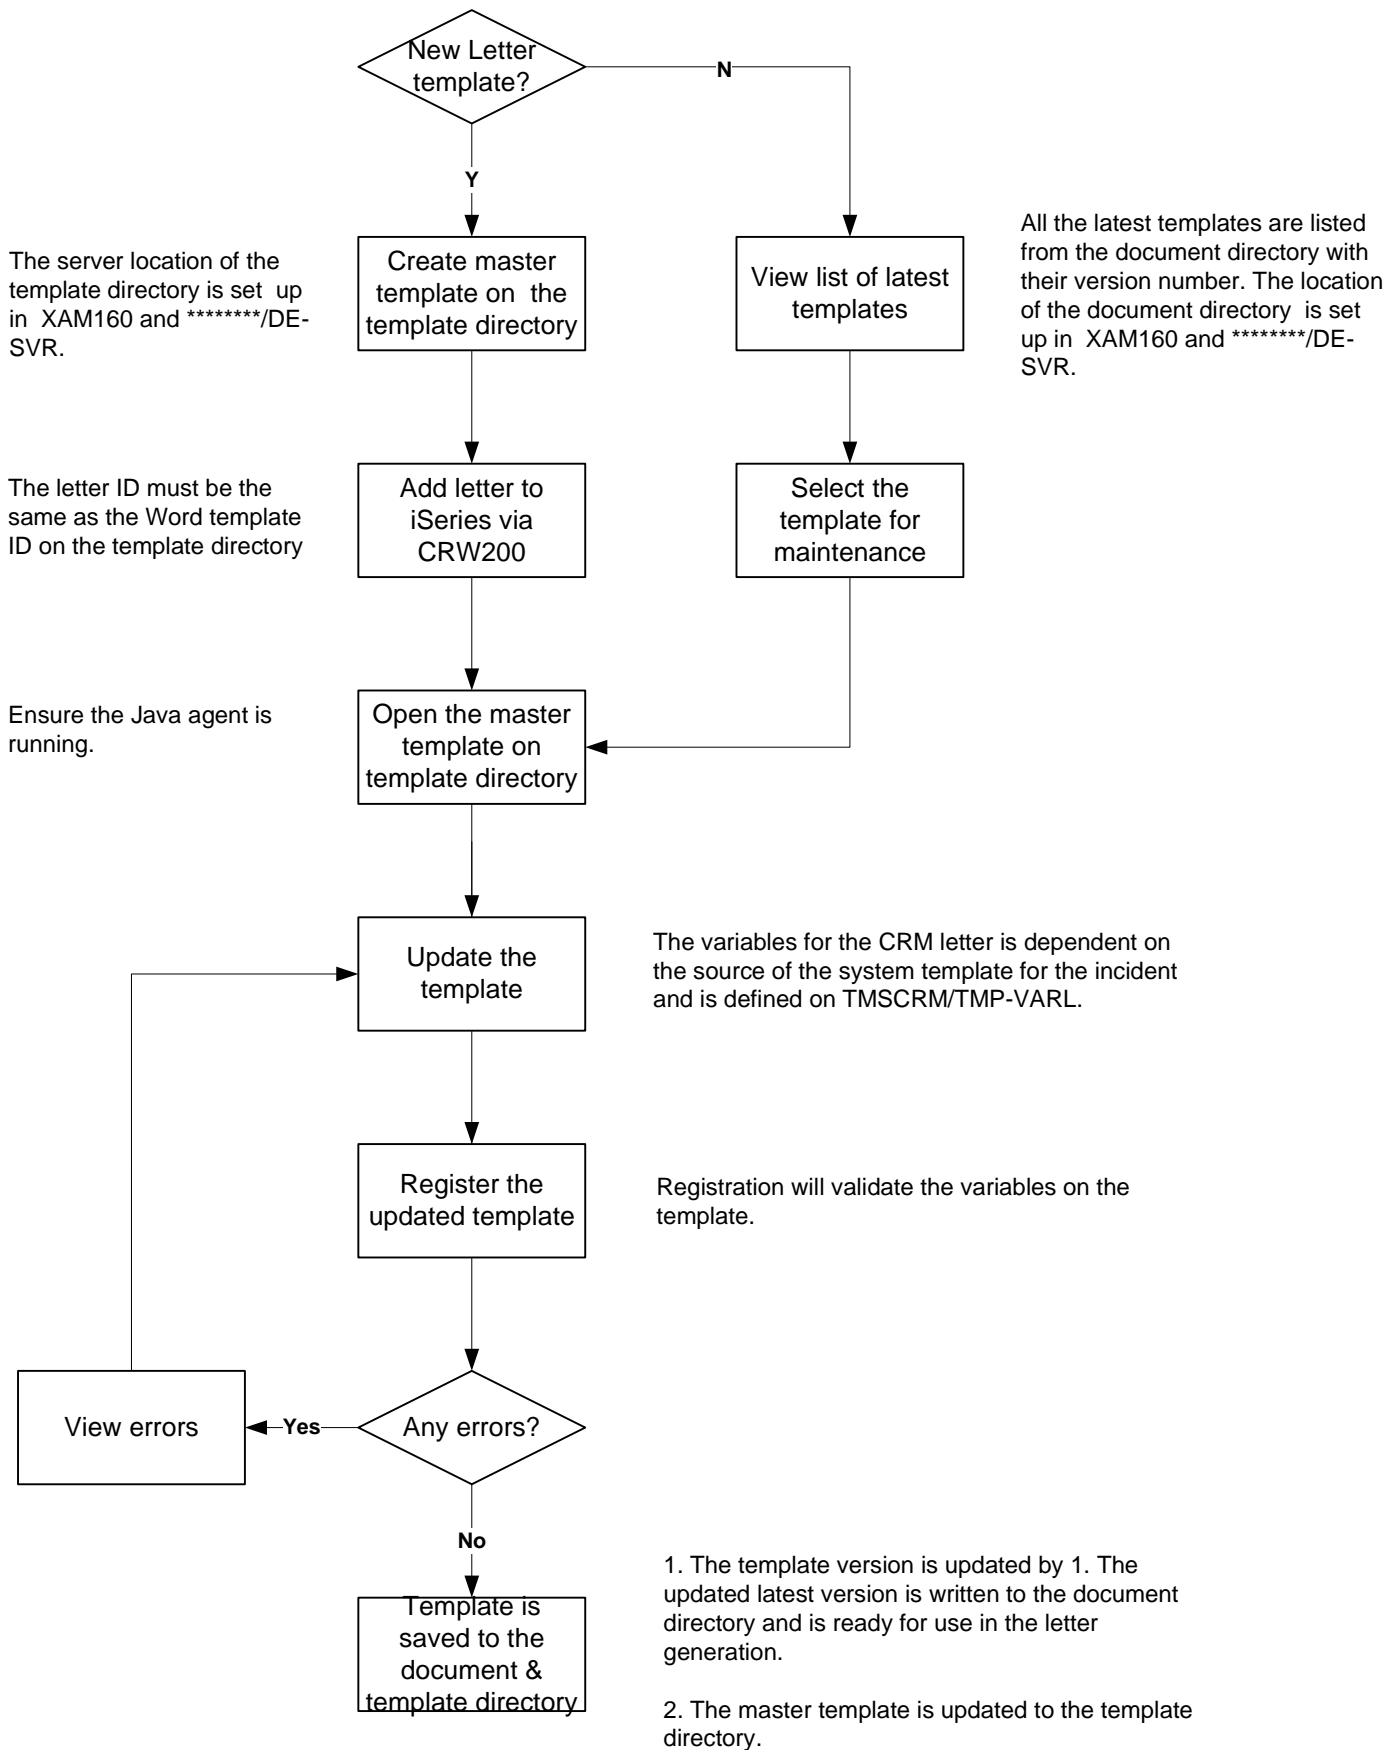 New Letter
template?
N
Y
The server location of the
template directory is set  up
in  XAM160 and ********/DE-
SVR.
Create master
template on  the
template directory
View list of latest
templates
All the latest templates are listed
from the document directory with
their version number. The location
of the document directory  is set
up in  XAM160 and ********/DE-
SVR.
The letter ID must be the
same as the Word template
ID on the template directory
Add letter to
iSeries via
CRW200
Select the
template for
maintenance
Ensure the Java agent is
running.
Open the master
template on
template directory
Update the
template
The variables for the CRM letter is dependent on
the source of the system template for the incident
and is defined on TMSCRM/TMP-VARL.
Register the
updated template
Registration will validate the variables on the
template.
View errors
Yes
Any errors?
No
Template is
saved to the
document &
template directory
1. The template version is updated by 1. The
updated latest version is written to the document
directory and is ready for use in the letter
generation.
2. The master template is updated to the template
directory.